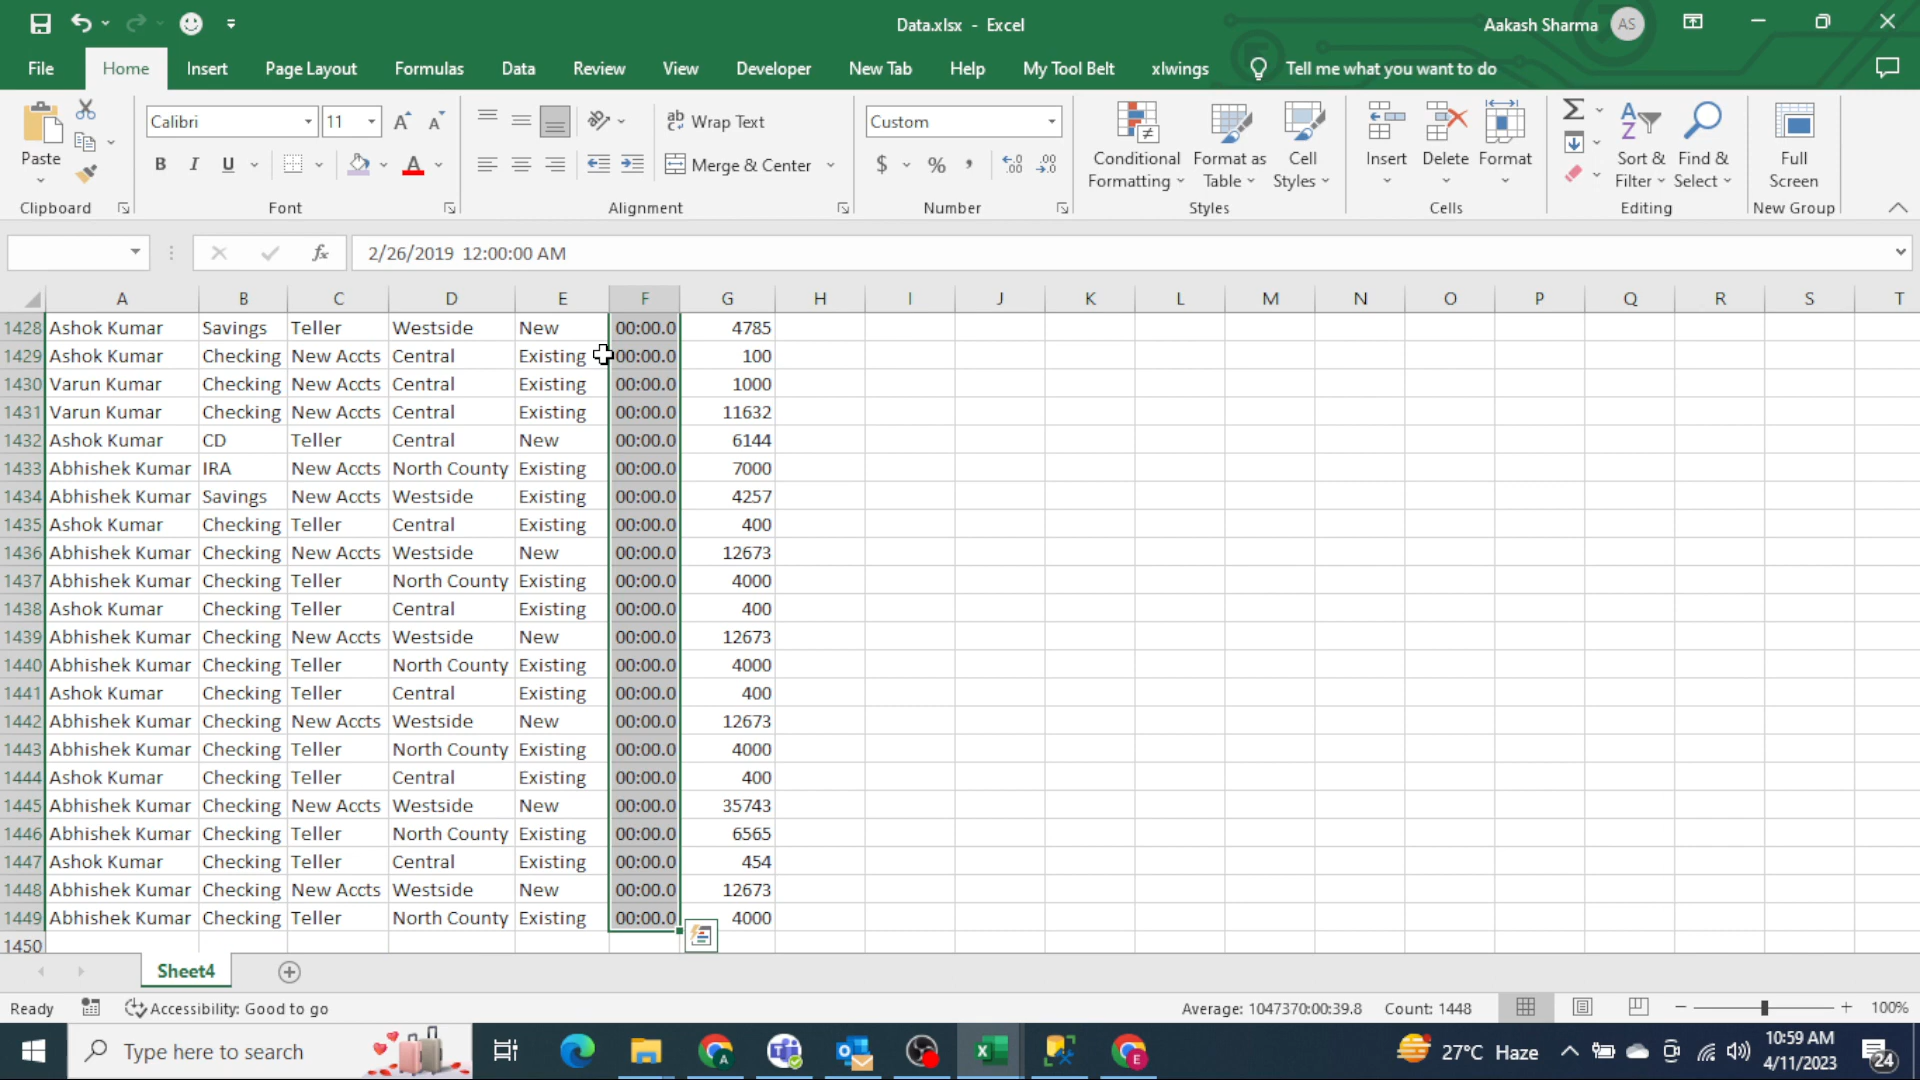 Data.xlsx - Excel
Aakash Sharma AS
File Home Insert Page Layout Formulas Data Review View Developer New Tab Help My Tool Belt xlwings Tell me what you want to do
Paste
Clipboard
Calibri 11
B I U A
Font
ab Wrap Text
Merge & Center
Alignment
Custom
$ % , .00
Number
Conditional Formatting
Format as Table
Cell Styles
Styles
Insert Delete Format
Cells
Sort & Filter
Find & Select
Editing
Full Screen
New Group
fx 2/26/2019 12:00:00 AM
A B C D E F G H I J K L M N O P Q R S T
1428 Ashok Kumar Savings Teller Westside New 00:00.0 4785
1429 Ashok Kumar Checking New Accts Central Existing 00:00.0 100
1430 Varun Kumar Checking New Accts Central Existing 00:00.0 1000
1431 Varun Kumar Checking New Accts Central Existing 00:00.0 11632
1432 Ashok Kumar CD Teller Central New 00:00.0 6144
1433 Abhishek Kumar IRA New Accts North County Existing 00:00.0 7000
1434 Abhishek Kumar Savings New Accts Westside Existing 00:00.0 4257
1435 Ashok Kumar Checking Teller Central Existing 00:00.0 400
1436 Abhishek Kumar Checking New Accts Westside New 00:00.0 12673
1437 Abhishek Kumar Checking Teller North County Existing 00:00.0 4000
1438 Ashok Kumar Checking Teller Central Existing 00:00.0 400
1439 Abhishek Kumar Checking New Accts Westside New 00:00.0 12673
1440 Abhishek Kumar Checking Teller North County Existing 00:00.0 4000
1441 Ashok Kumar Checking Teller Central Existing 00:00.0 400
1442 Abhishek Kumar Checking New Accts Westside New 00:00.0 12673
1443 Abhishek Kumar Checking Teller North County Existing 00:00.0 4000
1444 Ashok Kumar Checking Teller Central Existing 00:00.0 400
1445 Abhishek Kumar Checking New Accts Westside New 00:00.0 35743
1446 Abhishek Kumar Checking Teller North County Existing 00:00.0 6565
1447 Ashok Kumar Checking Teller Central Existing 00:00.0 454
1448 Abhishek Kumar Checking New Accts Westside New 00:00.0 12673
1449 Abhishek Kumar Checking Teller North County Existing 00:00.0 4000
1450
Sheet4
Ready Accessibility: Good to go Average: 1047370:00:39.8 Count: 1448 100%
Type here to search
27°C Haze
10:59 AM
4/11/2023
24